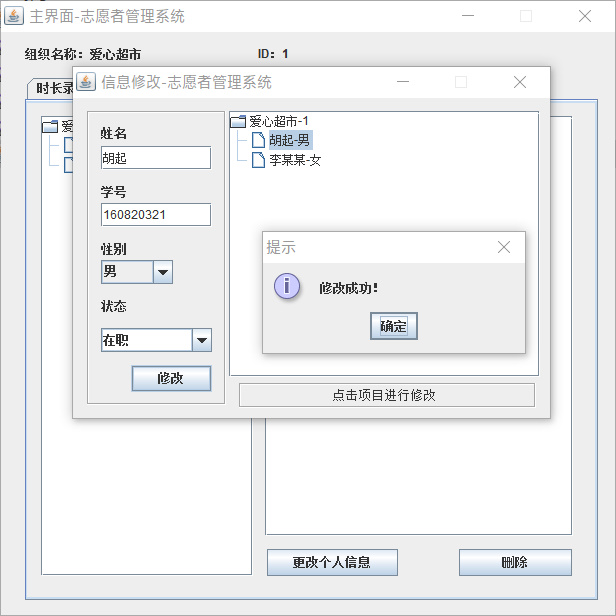 主界面-志愿者管理系统
组织名称：爱心超市
ID：1
时长录
爱
信息修改-志愿者管理系统
姓名
胡起
学号
160820321
性别
男
状态
在职
修改
爱心超市-1
胡起-男
李某某-女
提示
修改成功！
确定
点击项目进行修改
更改个人信息
删除